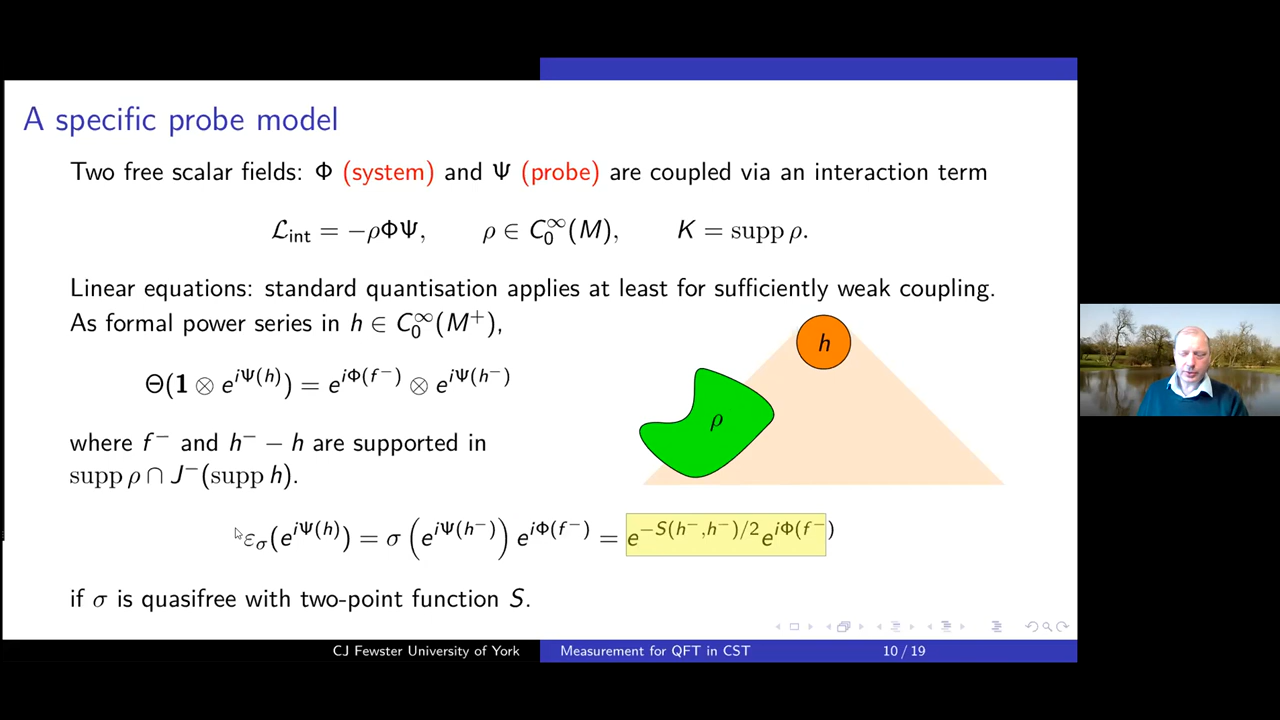 A specific probe model
Two free scalar fields: Φ (system) and Ψ (probe) are coupled via an interaction term
ℒ_int = −ρΦΨ, ρ ∈ C_0^∞(M), K = supp ρ.
Linear equations: standard quantisation applies at least for sufficiently weak coupling.
As formal power series in h ∈ C_0^∞(M^+),
h
Θ(1 ⊗ e^{iΨ(h)}) = e^{iΦ(f^−)} ⊗ e^{iΨ(h^−)}
ρ
where f^− and h^− − h are supported in
supp ρ ∩ J^−(supp h).
ε_σ(e^{iΨ(h)}) = σ(e^{iΨ(h^−)}) e^{iΦ(f^−)} = e^{−S(h^−,h^−)/2} e^{iΦ(f^−)}
if σ is quasifree with two-point function S.
CJ Fewster University of York Measurement for QFT in CST 10 / 19